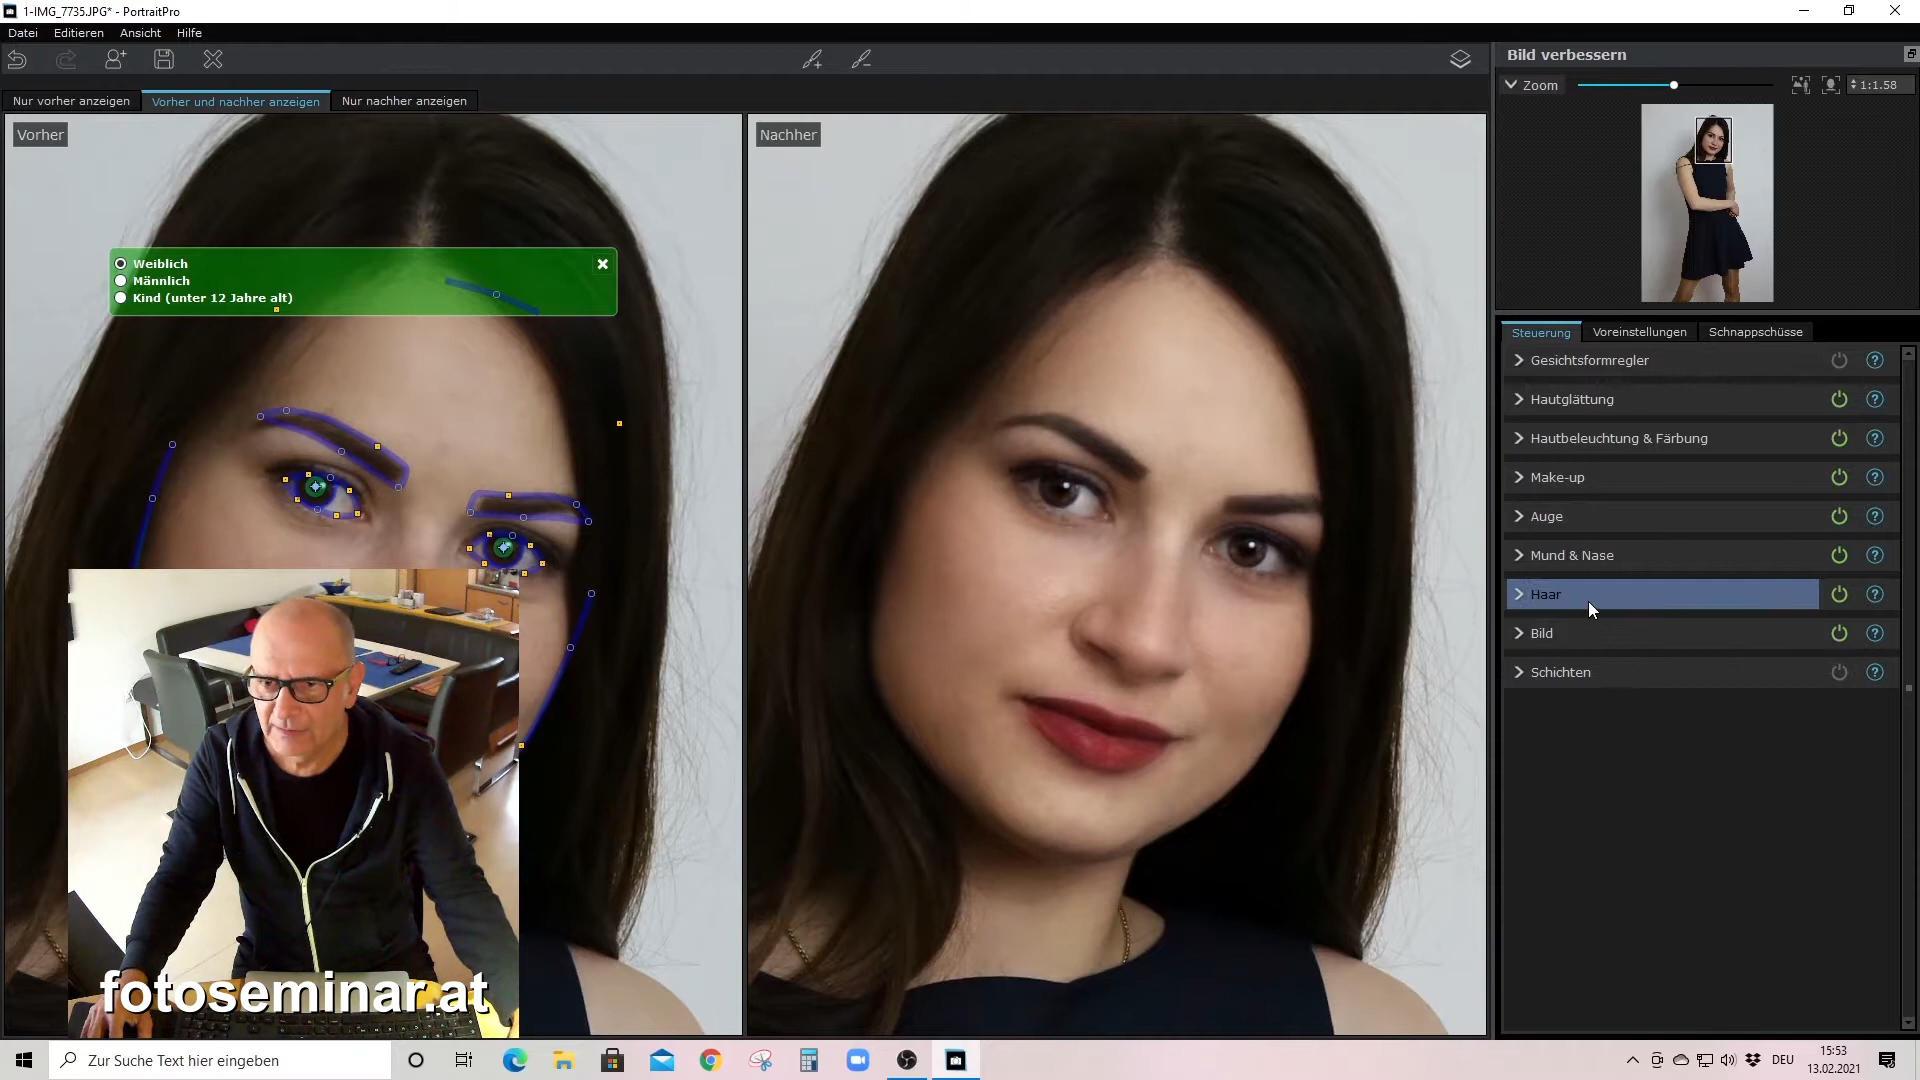 1-IMG_7735.JPG* - PortraitPro
Datei Editieren Ansicht Hilfe
Nur vorher anzeigen Vorher und nachher anzeigen Nur nachher anzeigen
Vorher
Weiblich
Männlich
Kind (unter 12 Jahre alt)
fotoseminar.at
Nachher
Bild verbessern
Zoom 1:1.58
Steuerung Voreinstellungen Schnappschüsse
Gesichtsformregler ?
Hautglättung ?
Hautbeleuchtung & Färbung ?
Make-up ?
Auge ?
Mund & Nase ?
Haar ?
Bild ?
Schichten ?
Zur Suche Text hier eingeben
DEU
15:53
13.02.2021